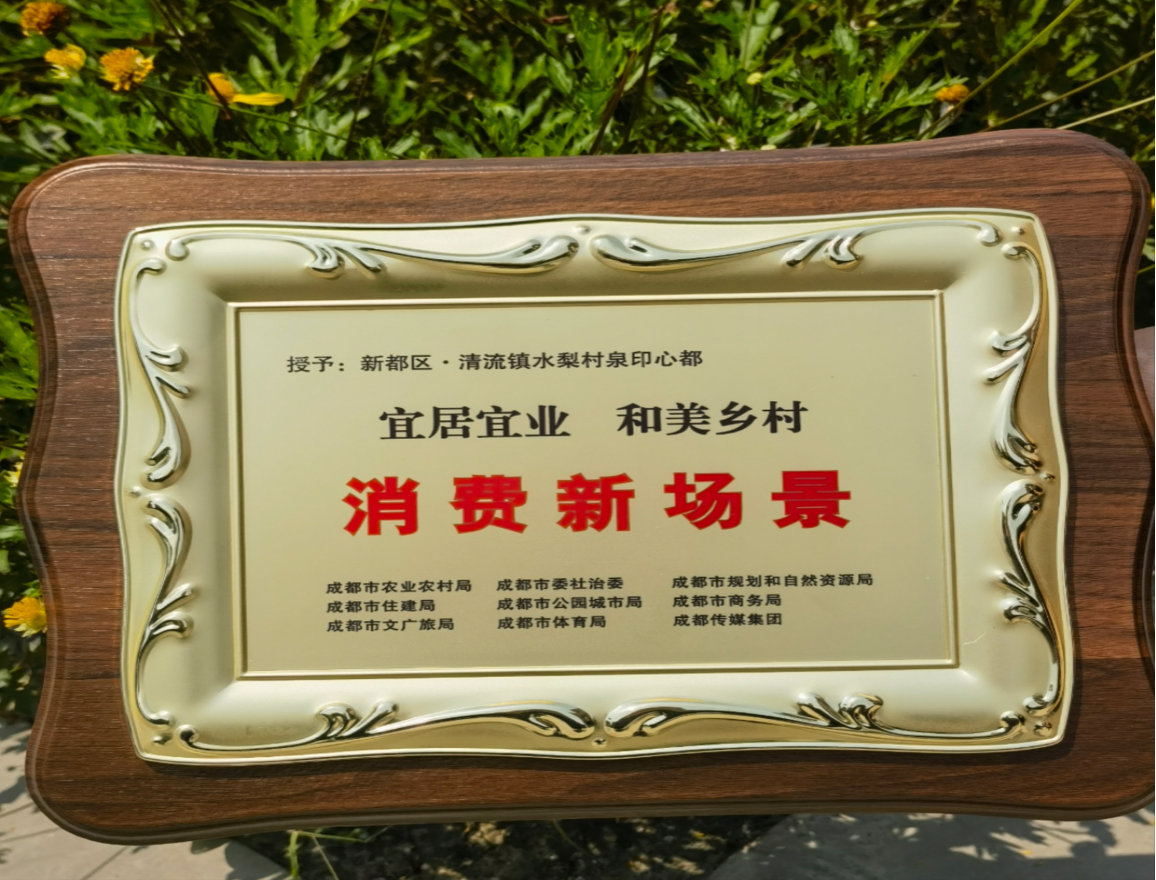 授予：新都区·清流镇水梨村泉印心都
宜居宜业 和美乡村
消费新场景
成都市农业农村局 成都市委社治委 成都市规划和自然资源局
成都市住建局 成都市公园城市局 成都市商务局
成都市文广旅局 成都市体育局 成都传媒集团